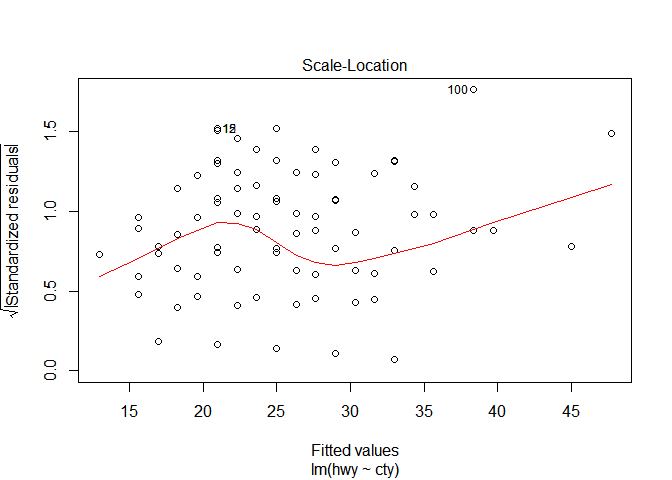 Scale-Location
√|Standardized residuals|
0.0 0.5 1.0 1.5
100
15 20 25 30 35 40 45
Fitted values
lm(hwy ~ cty)